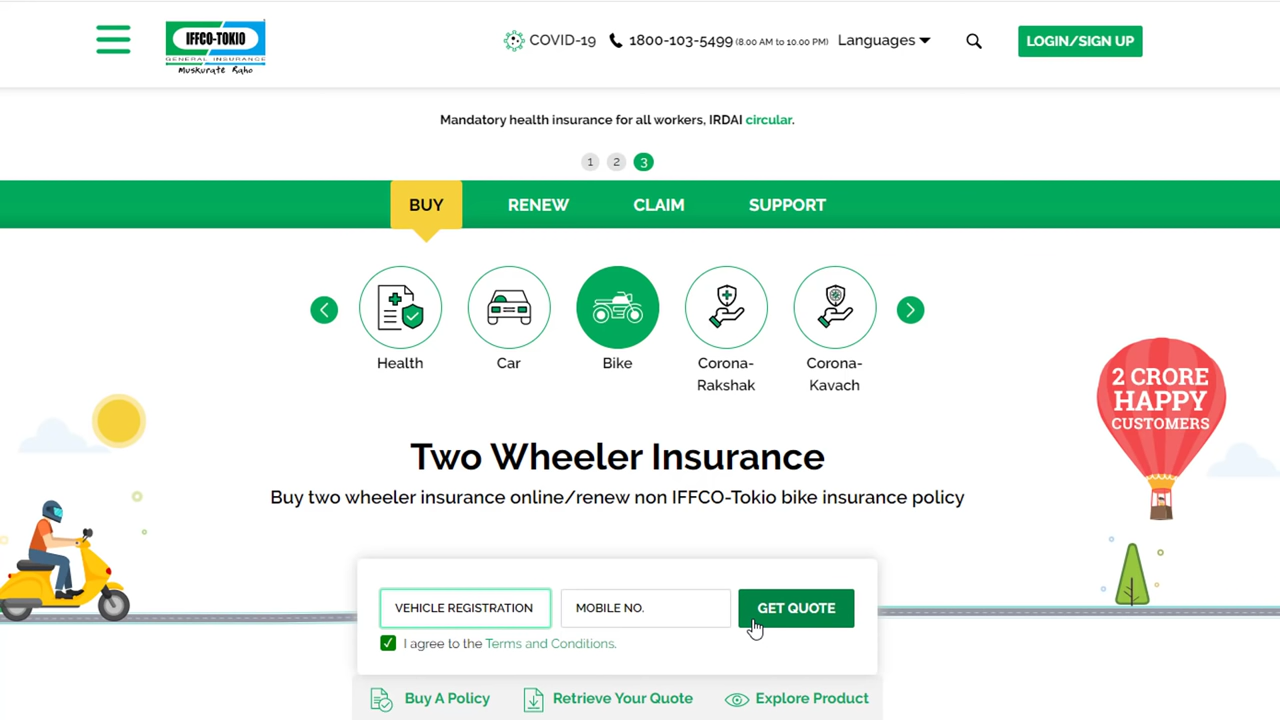 IFFCO-TOKIO
GENERAL INSURANCE
Muskurate Raho
COVID-19
1800-103-5499 (8.00 AM to 10.00 PM)
Languages
LOGIN/SIGN UP
Mandatory health insurance for all workers, IRDAI circular.
1 2 3
BUY RENEW CLAIM SUPPORT
Health Car Bike Corona-Rakshak Corona-Kavach
2 CRORE
HAPPY
CUSTOMERS
Two Wheeler Insurance
Buy two wheeler insurance online/renew non IFFCO-Tokio bike insurance policy
VEHICLE REGISTRATION MOBILE NO. GET QUOTE
I agree to the Terms and Conditions.
Buy A Policy Retrieve Your Quote Explore Product